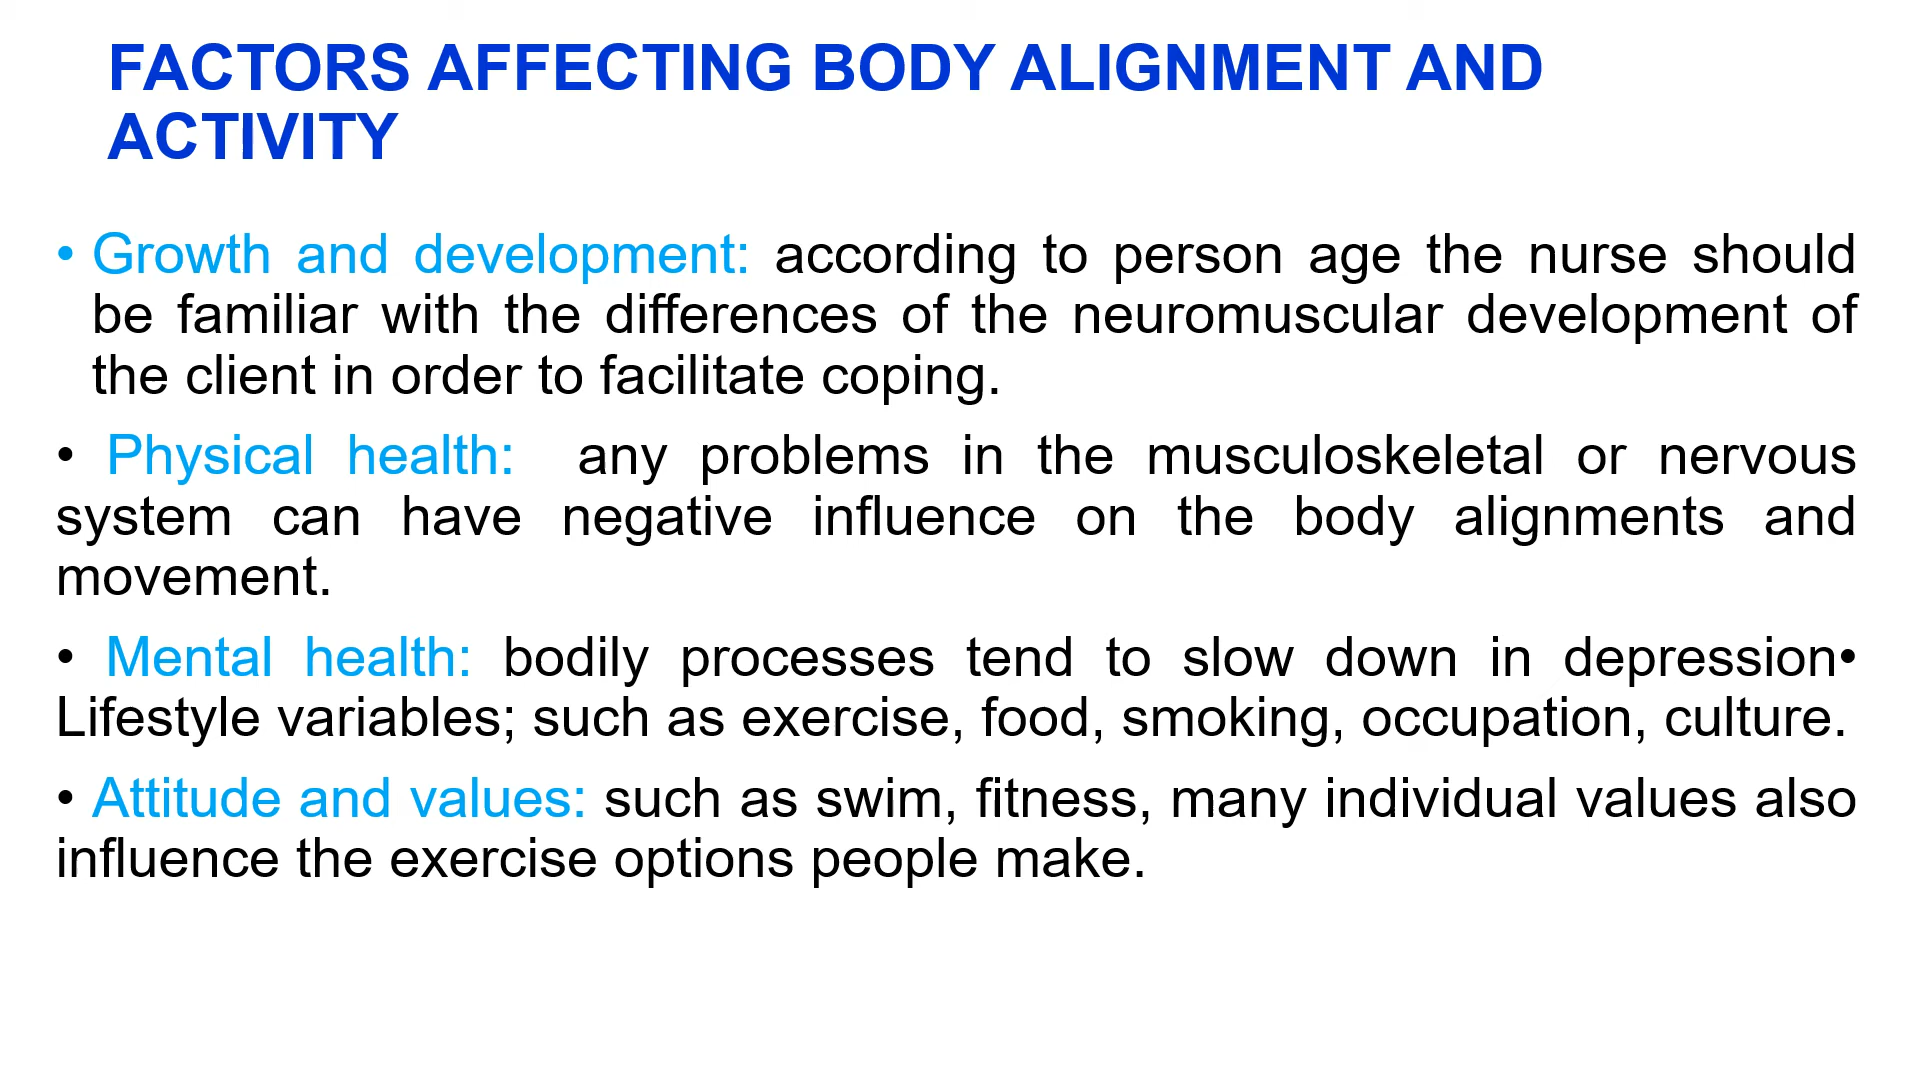 FACTORS AFFECTING BODY ALIGNMENT AND
ACTIVITY
• Growth and development: according to person age the nurse should
be familiar with the differences of the neuromuscular development of
the client in order to facilitate coping.
• Physical health: any problems in the musculoskeletal or nervous
system can have negative influence on the body alignments and
movement.
• Mental health: bodily processes tend to slow down in depression•
Lifestyle variables; such as exercise, food, smoking, occupation, culture.
• Attitude and values: such as swim, fitness, many individual values also
influence the exercise options people make.